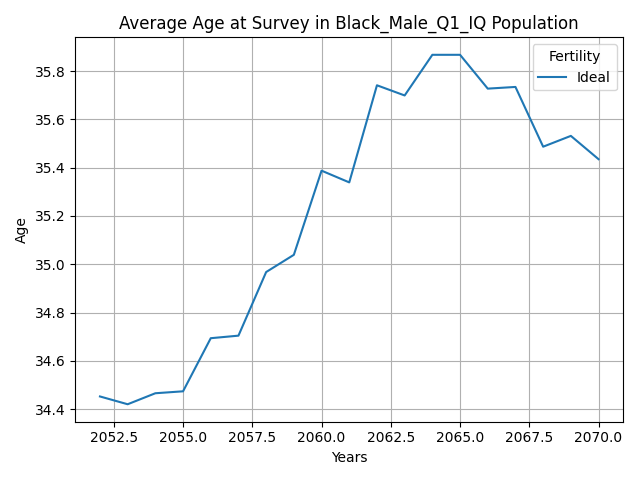 Average Age at Survey in Black_Male_Q1_IQ Population
Fertility
Ideal
35.8
35.6
35.4
35.2
35.0
34.8
34.6
34.4
Age
2052.5 2055.0 2057.5 2060.0 2062.5 2065.0 2067.5 2070.0
Years